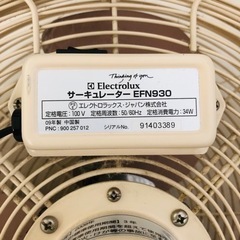 Thinking of you
Electrolux
サーキュレーター EFN930
エレクトロラックス・ジャパン株式会社
定格電圧：100 V 定格周波数：50/60Hz 定格消費電力：34W
09年製 中国製
PNC：900 257 012 シリアルNo. 91403389